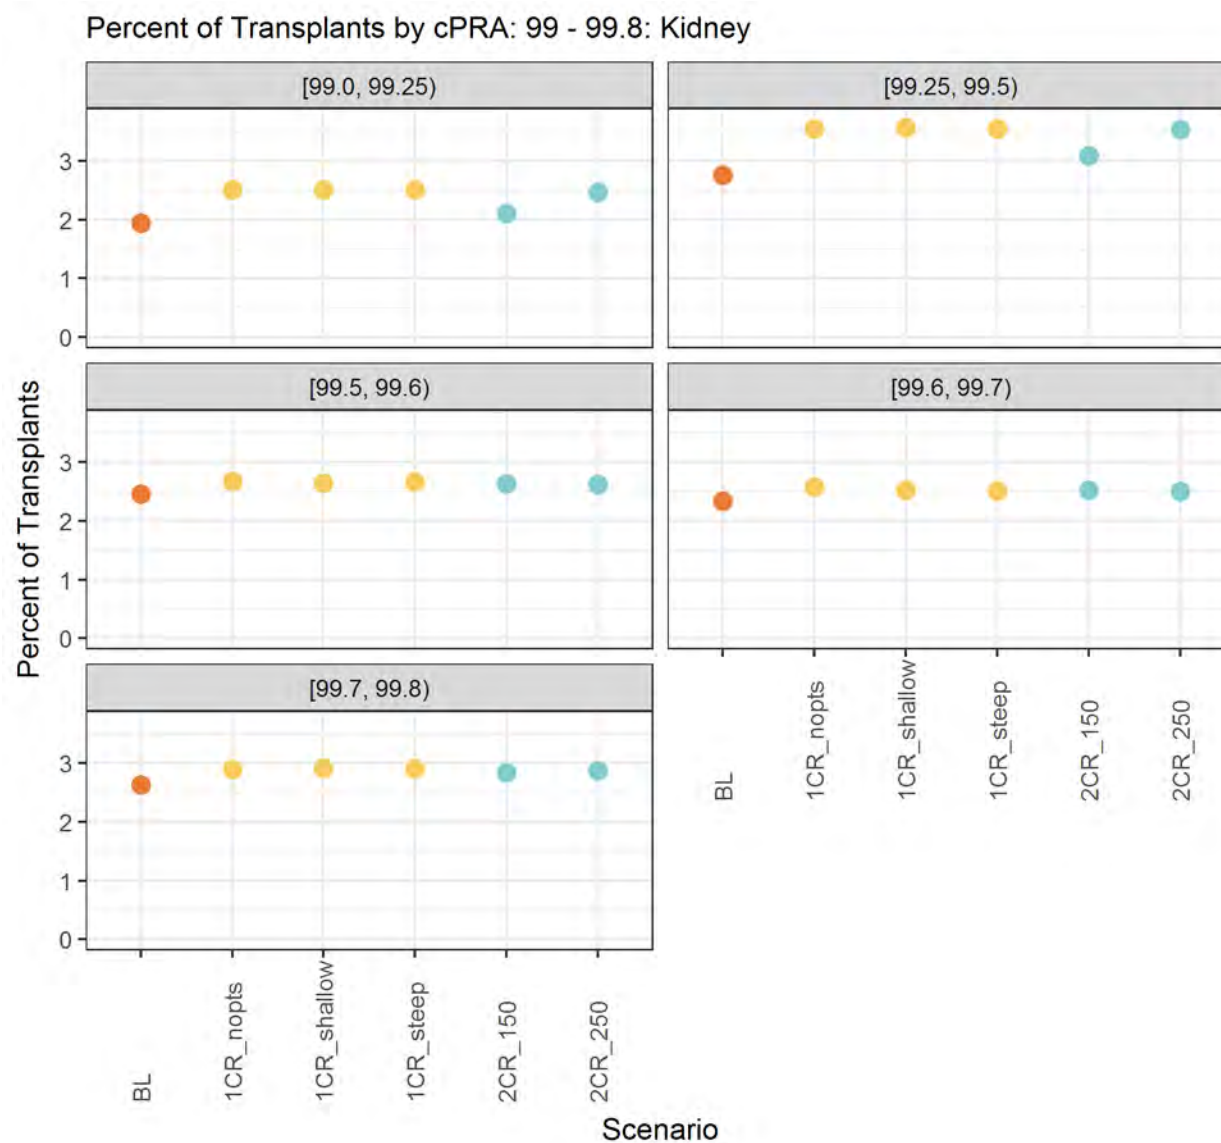 Percent of Transplants by cPRA: 99 - 99.8: Kidney
[99.0, 99.25)
[99.25, 99.5)
3
2
1
0
[99.5, 99.6)
[99.6, 99.7)
3
2
1
0
[99.7, 99.8)
3
2
1
0
Percent of Transplants
BL
1CR_nopts
1CR_shallow
1CR_steep
2CR_150
2CR_250
BL
1CR_nopts
1CR_shallow
1CR_steep
2CR_150
2CR_250
Scenario